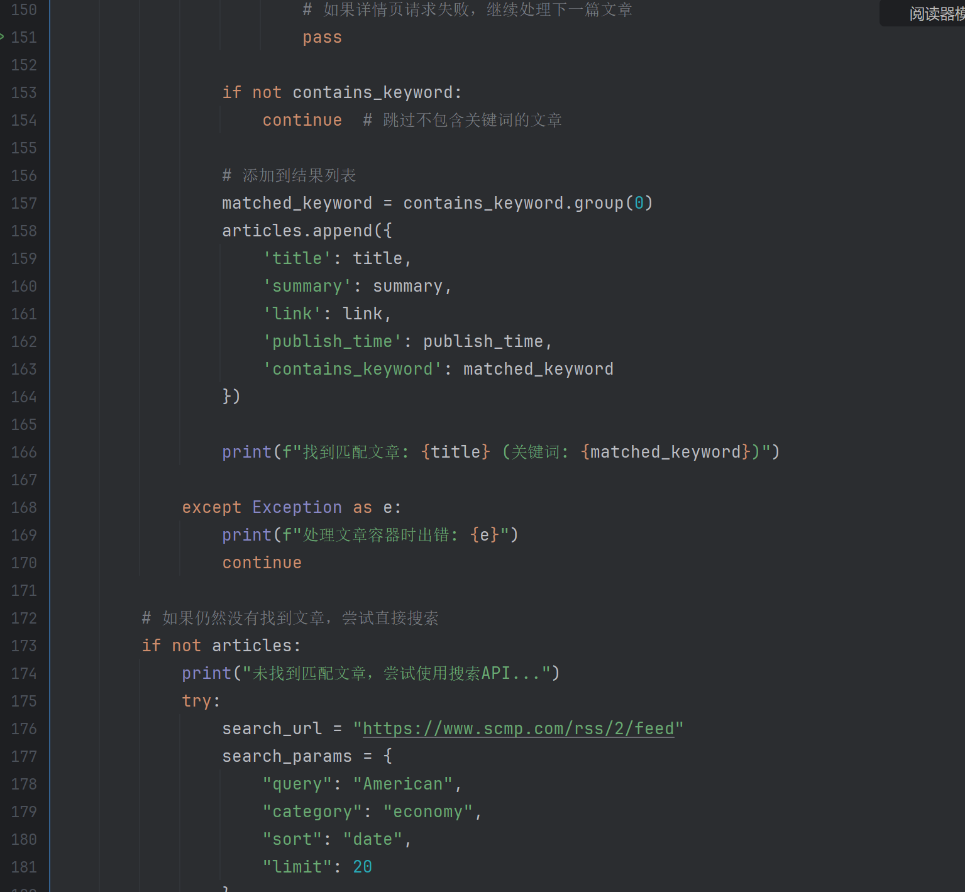 150 # 如果详情页请求失败，继续处理下一篇文章
阅读器模
151 pass
152
153 if not contains_keyword:
154 continue # 跳过不包含关键词的文章
155
156 # 添加到结果列表
157 matched_keyword = contains_keyword.group(0)
158 articles.append({
159 'title': title,
160 'summary': summary,
161 'link': link,
162 'publish_time': publish_time,
163 'contains_keyword': matched_keyword
164 })
165
166 print(f"找到匹配文章: {title} (关键词: {matched_keyword})")
167
168 except Exception as e:
169 print(f"处理文章容器时出错: {e}")
170 continue
171
172 # 如果仍然没有找到文章，尝试直接搜索
173 if not articles:
174 print("未找到匹配文章，尝试使用搜索API...")
175 try:
176 search_url = "https://www.scmp.com/rss/2/feed"
177 search_params = {
178 "query": "American",
179 "category": "economy",
180 "sort": "date",
181 "limit": 20